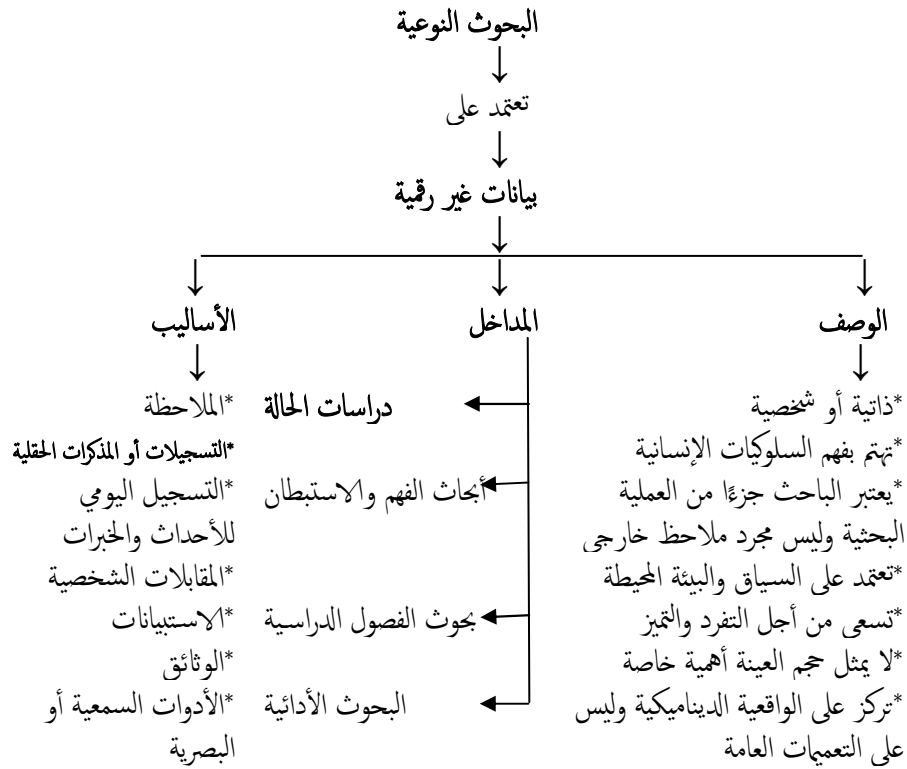 البحوث النوعية
تعتمد على
بيانات غير رقمية
الوصف
المداخل
الأساليب
*ذاتية أو شخصية
*تهتم بفهم السلوكيات الإنسانية
*يعتبر الباحث جزءًا من العملية
البحثية وليس مجرد ملاحظ خارجي
*تعتمد على السياق والبيئة المحيطة
*تسعى من أجل التفرد والتميز
*لا يمثل حجم العينة أهمية خاصة
*تركز على الواقعية الديناميكية وليس
على التعميمات العامة
دراسات الحالة
أبحاث الفهم والاستبطان
بحوث الفصول الدراسية
البحوث الأدائية
*الملاحظة
*التسجيلات أو المذكرات الحقلية
*التسجيل اليومي
للأحداث والخبرات
*المقابلات الشخصية
*الاستبيانات
*الوثائق
*الأدوات السمعية أو
البصرية